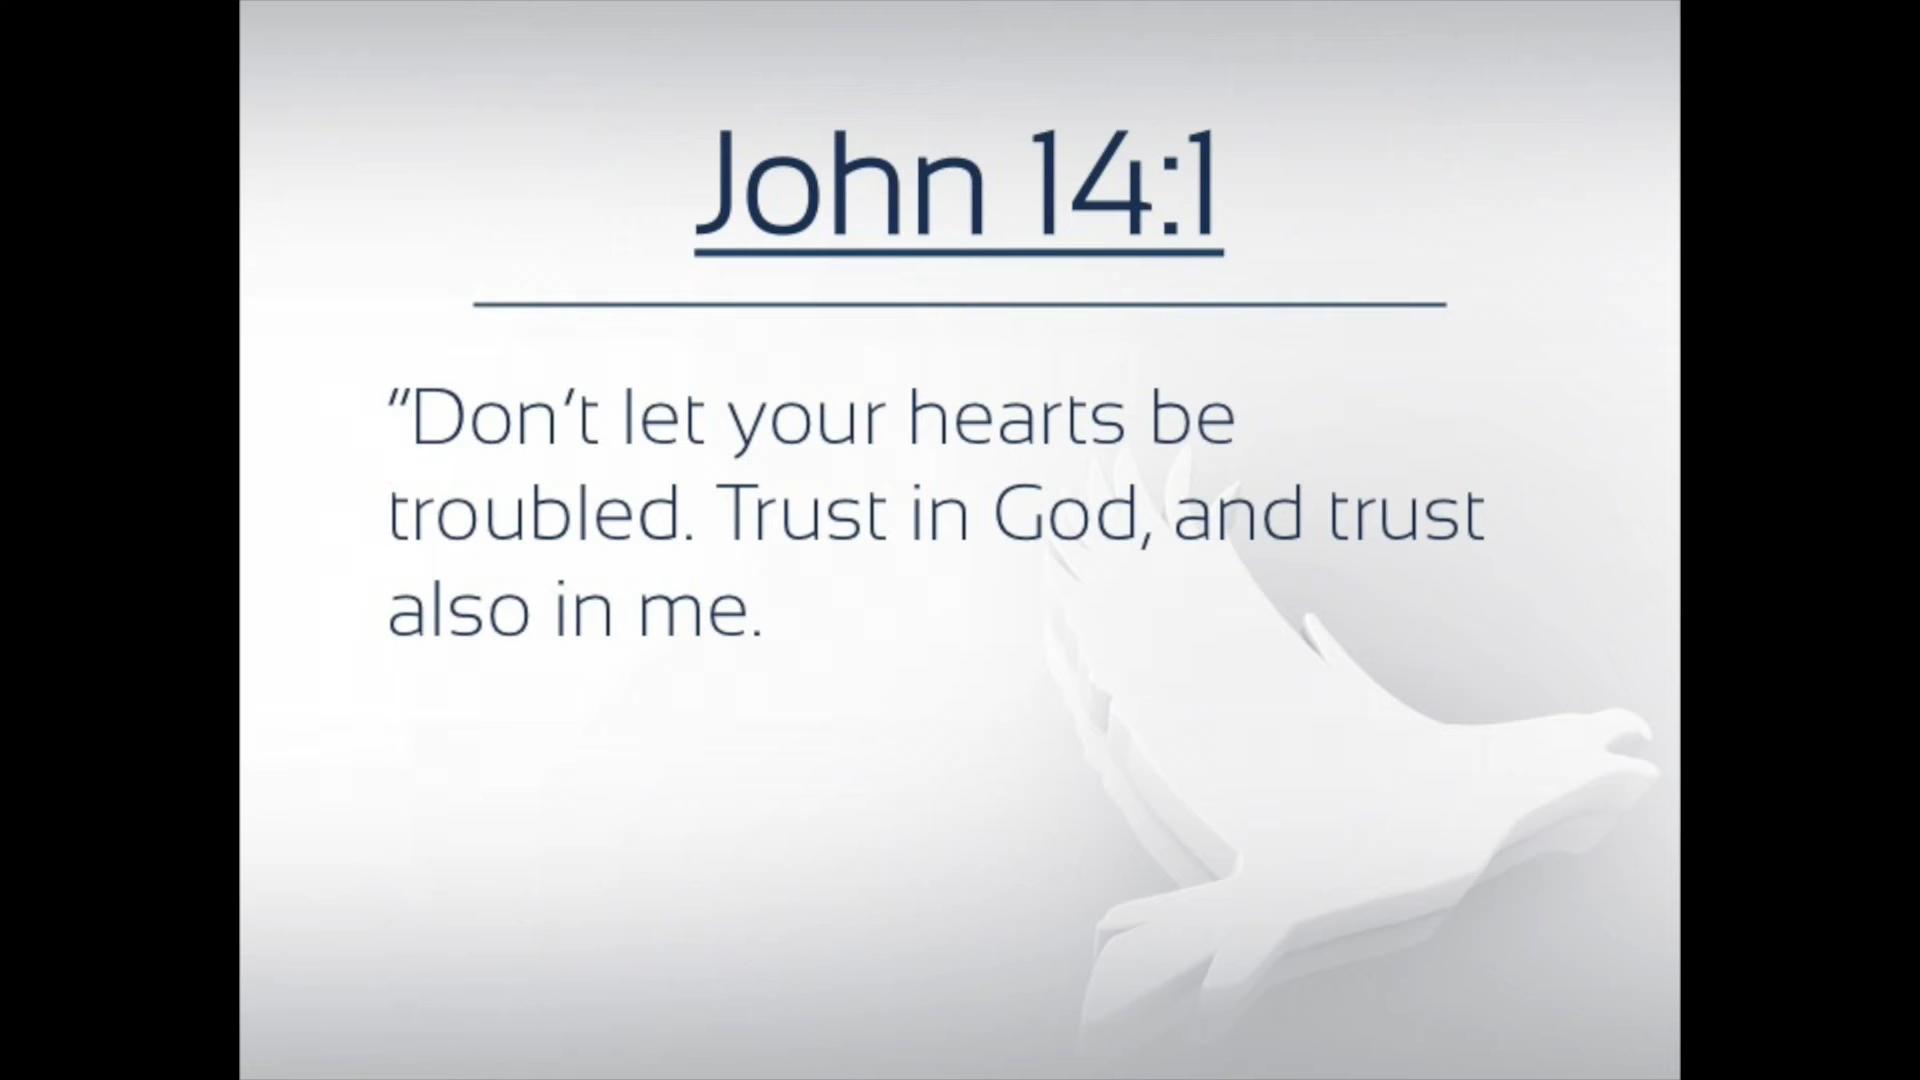 John 14:1
“Don’t let your hearts be
troubled. Trust in God, and trust
also in me.